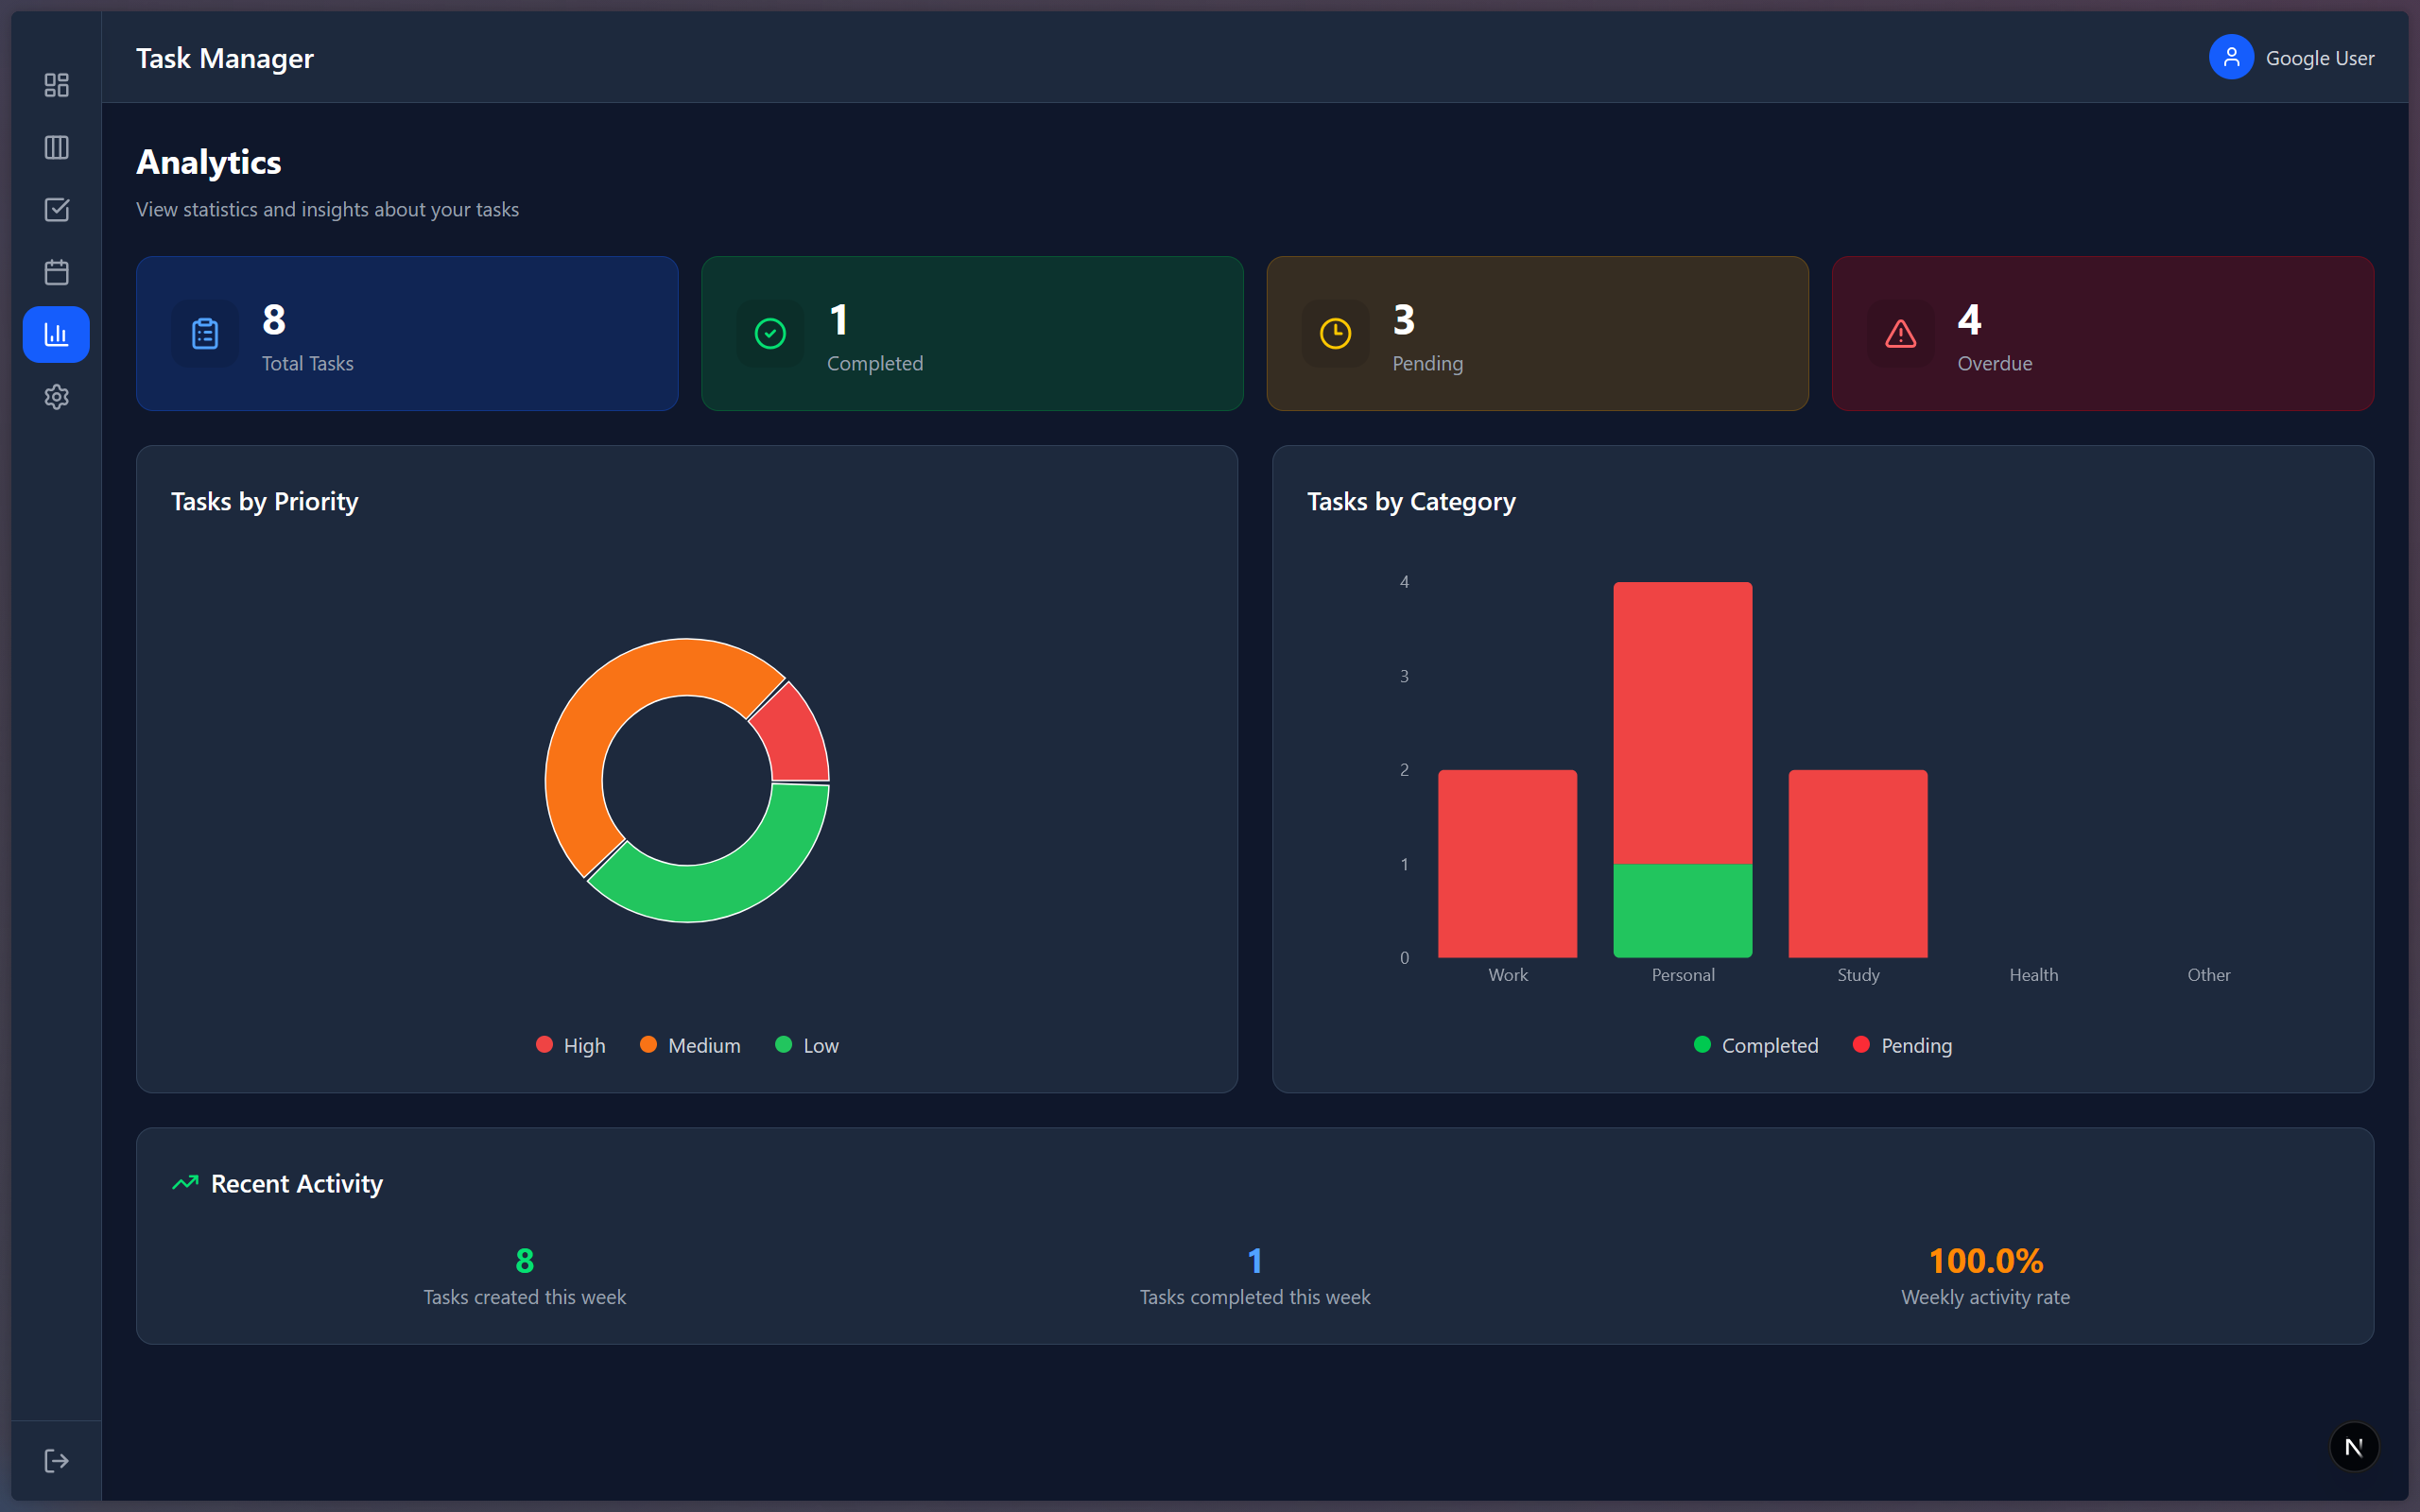 Task Manager
Google User
Analytics
View statistics and insights about your tasks
8
Total Tasks
1
Completed
3
Pending
4
Overdue
Tasks by Priority
High
Medium
Low
Tasks by Category
4
3
2
1
0
Work
Personal
Study
Health
Other
Completed
Pending
Recent Activity
8
Tasks created this week
1
Tasks completed this week
100.0%
Weekly activity rate
N